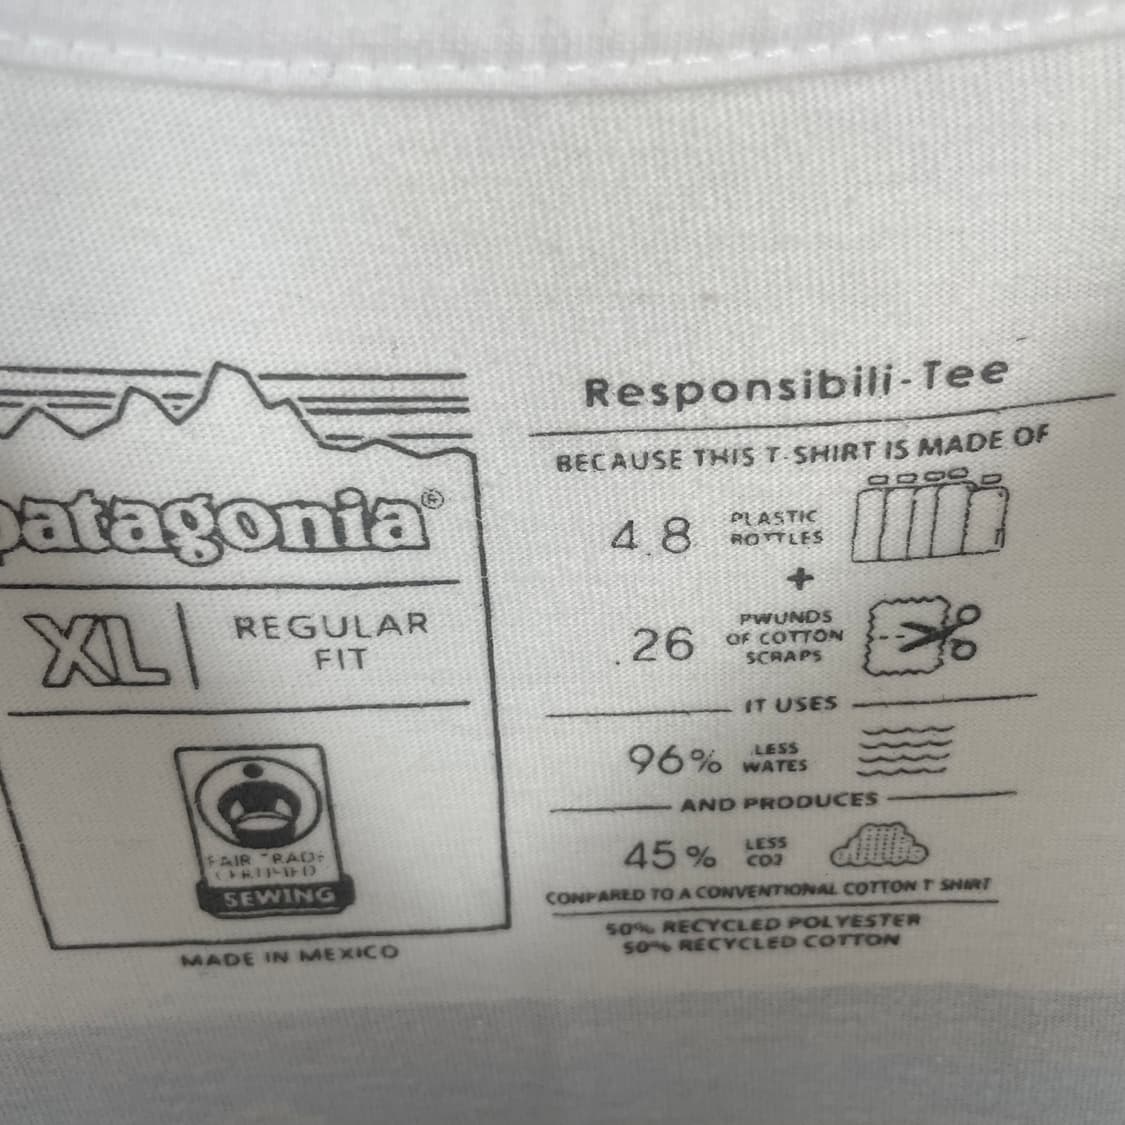 patagonia®
XL
REGULAR
FIT
FAIR TRADE
CERTIFIED
SEWING
MADE IN MEXICO
Responsibili-Tee
BECAUSE THIS T-SHIRT IS MADE OF
4.8
PLASTIC
BOTTLES
+
.26
PWUNDS
OF COTTON
SCRAPS
IT USES
96%
LESS
WATES
AND PRODUCES
45%
LESS
CO2
CONPARED TO A CONVENTIONAL COTTON T SHIRT
50% RECYCLED POLYESTER
50% RECYCLED COTTON